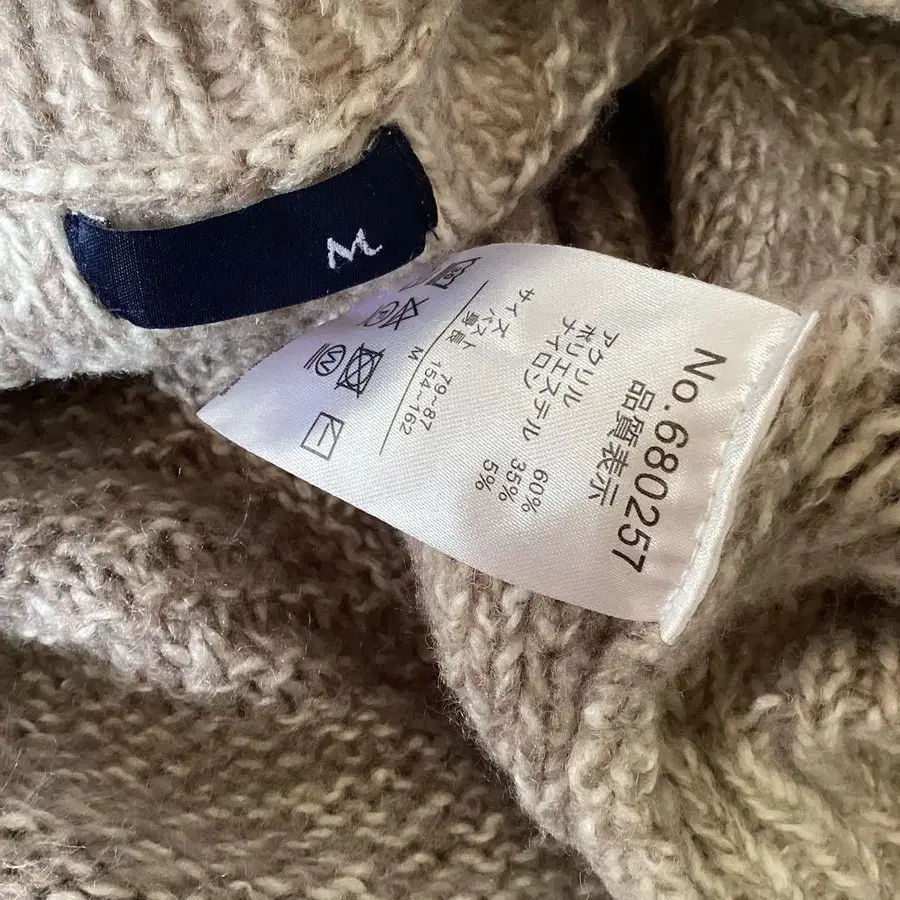 M
No.680257
品質表示
アクリル 60%
ポリエステル 35%
ナイロン 5%
サイズ M
バスト 79~87
身長 154~162
W